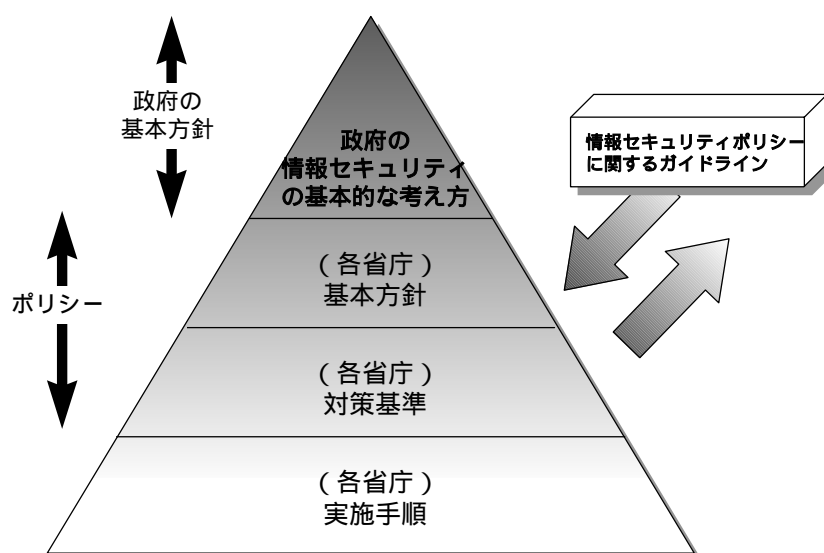 政府の
基本方針
政府の
情報セキュリティ
の基本的な考え方
情報セキュリティポリシー
に関するガイドライン
ポリシー
(各省庁)
基本方針
(各省庁)
対策基準
(各省庁)
実施手順